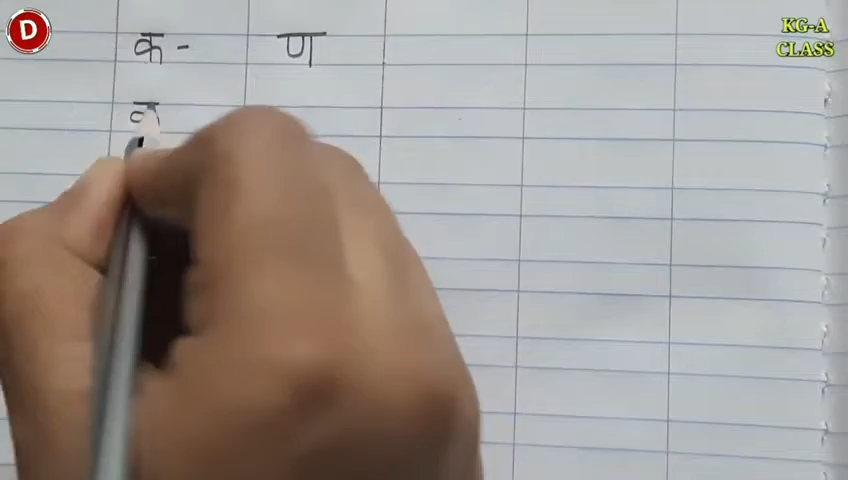 D
KG-A
CLASS
क - ण